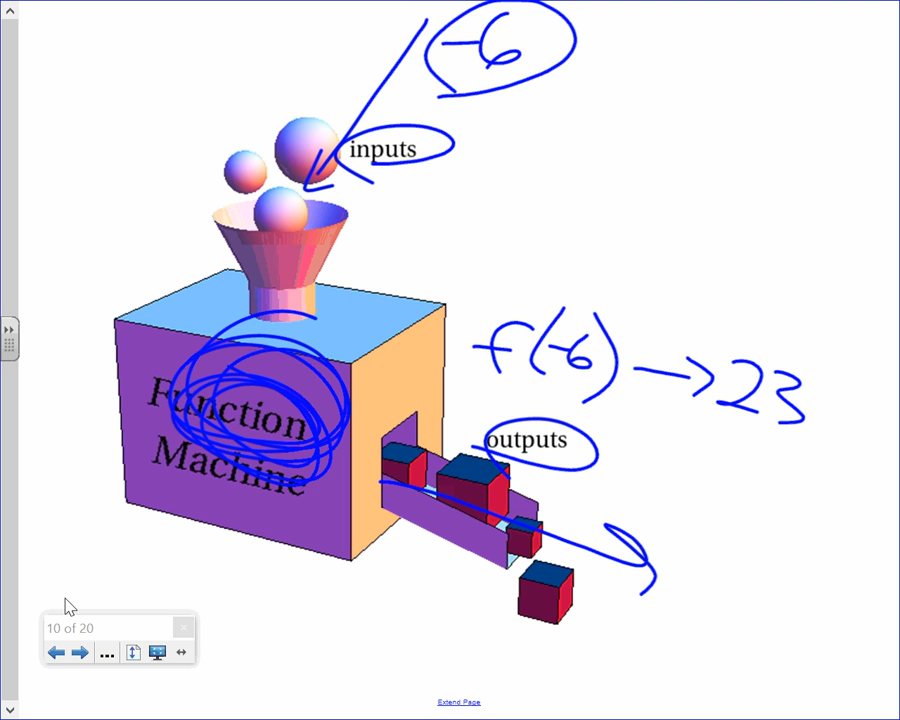 -6
inputs
f(-6) → 23
Function
outputs
Machine
10 of 20
...
Extend Page